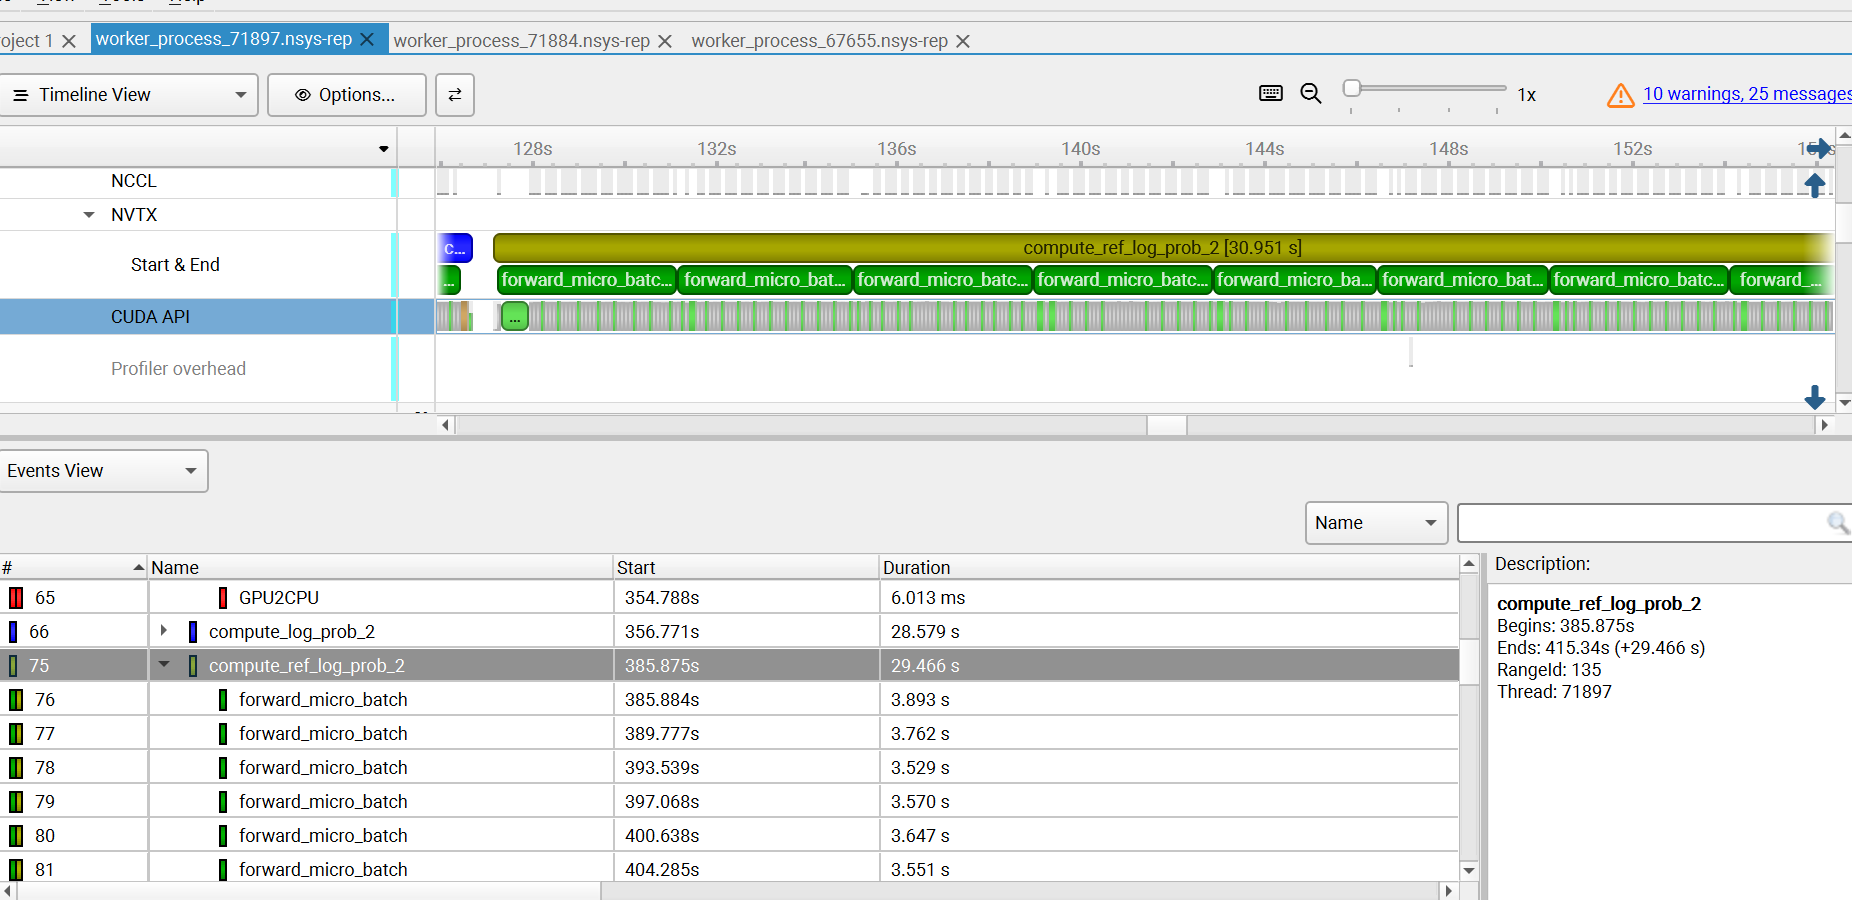 View Tools Help
oject 1
worker_process_71897.nsys-rep
worker_process_71884.nsys-rep
worker_process_67655.nsys-rep
Timeline View
Options...
1x
10 warnings, 25 messages
128s 132s 136s 140s 144s 148s 152s
NCCL
NVTX
Start & End
c...
compute_ref_log_prob_2 [30.951 s]
...
forward_micro_batc...
forward_micro_bat...
forward_micro_batc...
forward_micro_batc...
forward_micro_ba...
forward_micro_bat...
forward_micro_batc...
forward_...
CUDA API
...
Profiler overhead
Events View
Name
# Name Start Duration
65 GPU2CPU 354.788s 6.013 ms
66 compute_log_prob_2 356.771s 28.579 s
75 compute_ref_log_prob_2 385.875s 29.466 s
76 forward_micro_batch 385.884s 3.893 s
77 forward_micro_batch 389.777s 3.762 s
78 forward_micro_batch 393.539s 3.529 s
79 forward_micro_batch 397.068s 3.570 s
80 forward_micro_batch 400.638s 3.647 s
81 forward_micro_batch 404.285s 3.551 s
Description:
compute_ref_log_prob_2
Begins: 385.875s
Ends: 415.34s (+29.466 s)
RangeId: 135
Thread: 71897